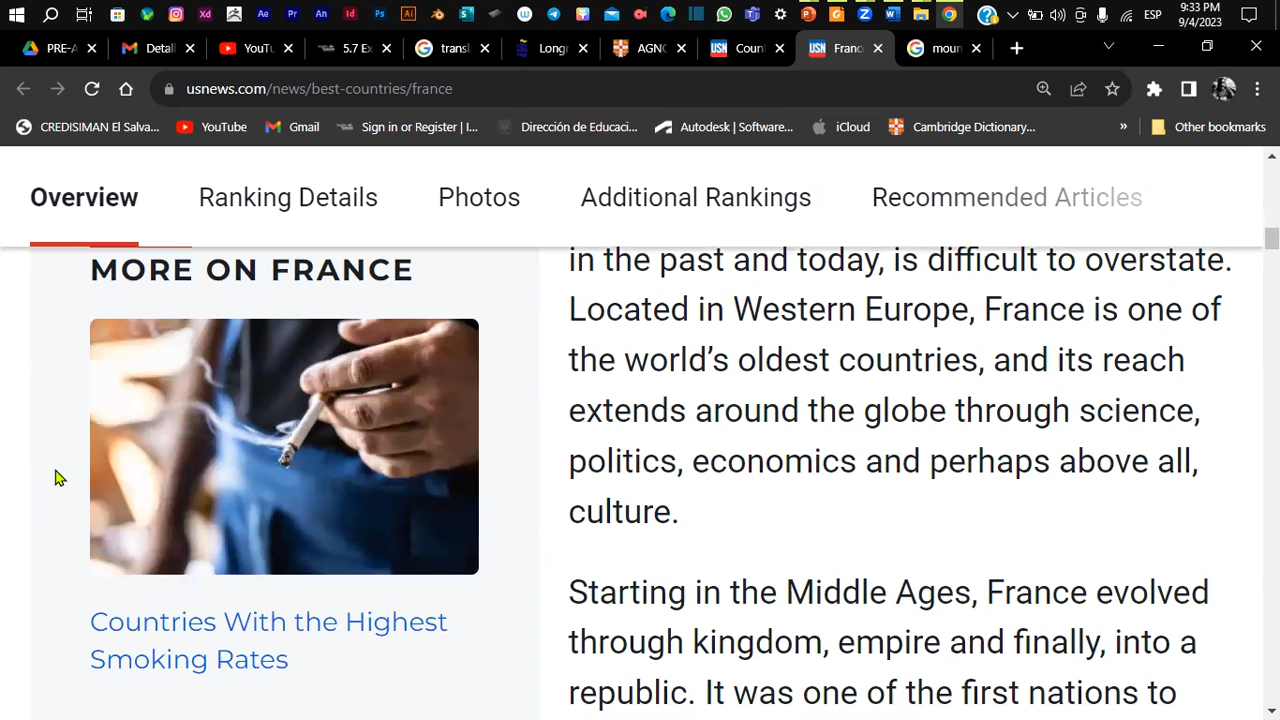 9:33 PM
ESP
9/4/2023
PRE-A
Detail
YouTu
5.7 Ex
transl
Longr
AGNC
Count
Franc
moun
usnews.com/news/best-countries/france
CREDISIMAN El Salva...
YouTube
Gmail
Sign in or Register | I...
Dirección de Educaci...
Autodesk | Software...
iCloud
Cambridge Dictionary...
»
Other bookmarks
Overview
Ranking Details
Photos
Additional Rankings
Recommended Articles
MORE ON FRANCE
Countries With the Highest
Smoking Rates
in the past and today, is difficult to overstate.
Located in Western Europe, France is one of
the world’s oldest countries, and its reach
extends around the globe through science,
politics, economics and perhaps above all,
culture.
Starting in the Middle Ages, France evolved
through kingdom, empire and finally, into a
republic. It was one of the first nations to